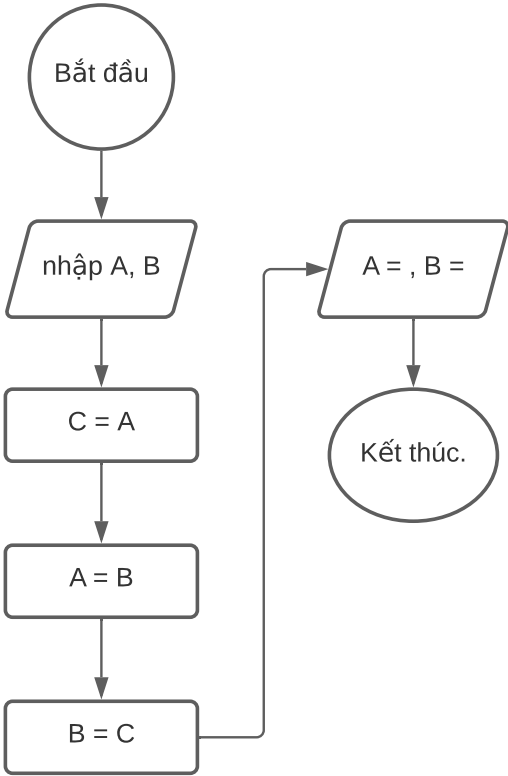 Bắt đầu
nhập A, B
C = A
A = B
B = C
A = , B =
Kết thúc.